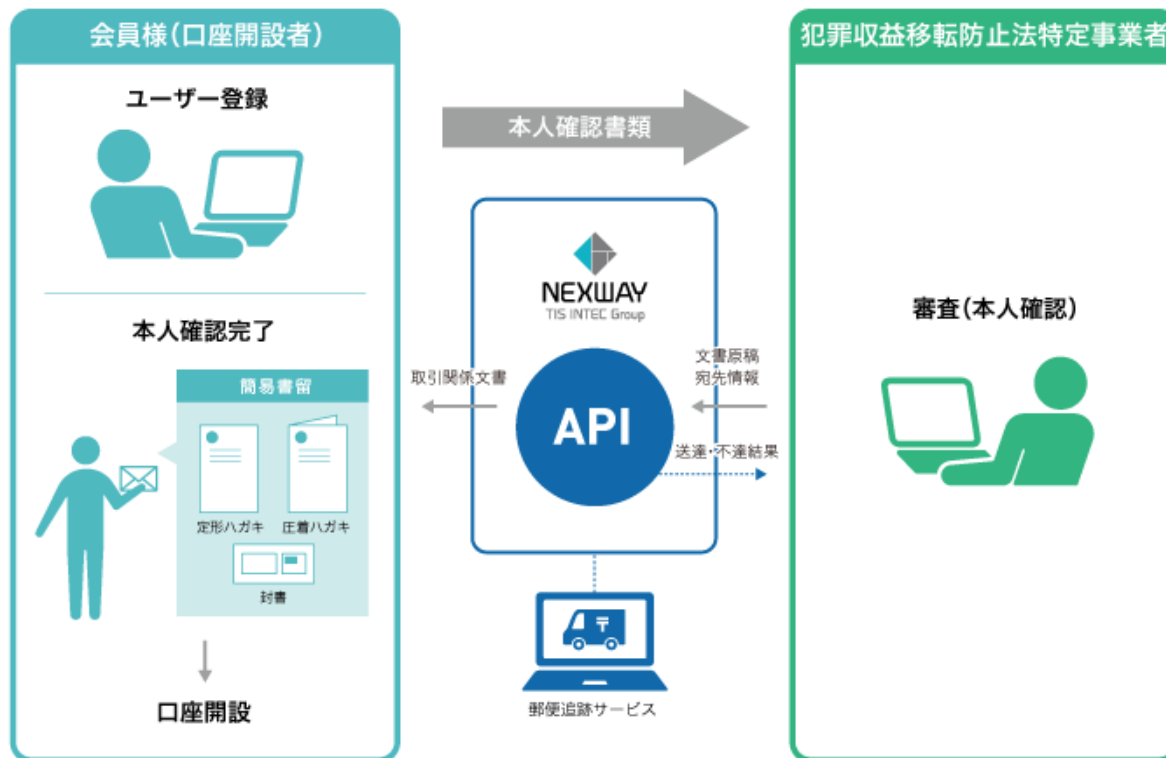 会員様(口座開設者)
ユーザー登録
本人確認完了
簡易書留
定形ハガキ
圧着ハガキ
封書
口座開設
本人確認書類
NEXWAY
TIS INTEC Group
取引関係文書
API
文書原稿
宛先情報
送達・不達結果
〒
郵便追跡サービス
犯罪収益移転防止法特定事業者
審査(本人確認)